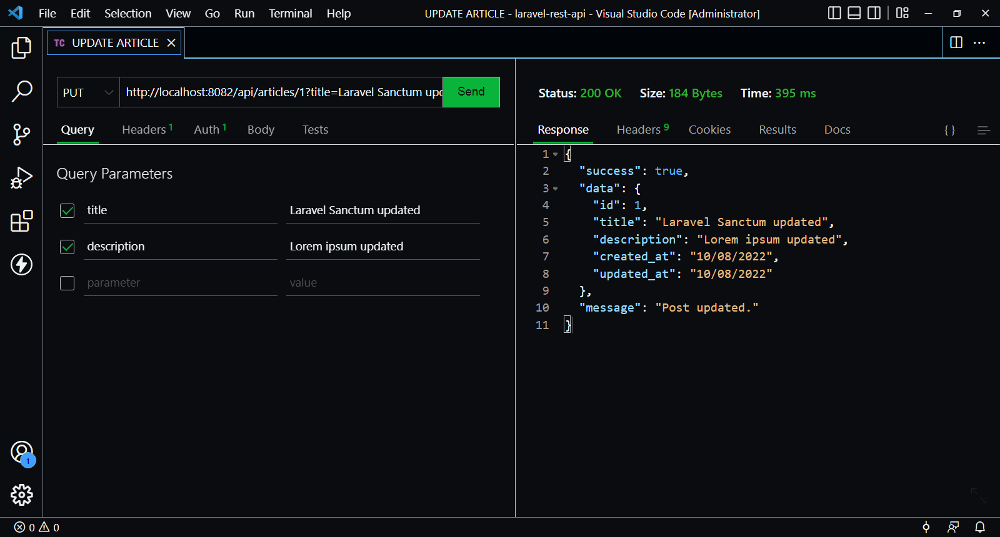 File Edit Selection View Go Run Terminal Help UPDATE ARTICLE - laravel-rest-api - Visual Studio Code [Administrator]
TC UPDATE ARTICLE
PUT http://localhost:8082/api/articles/1?title=Laravel Sanctum upd Send
Status: 200 OK Size: 184 Bytes Time: 395 ms
Query Headers 1 Auth 1 Body Tests
Response Headers 9 Cookies Results Docs { }
Query Parameters
title Laravel Sanctum updated
description Lorem ipsum updated
parameter value
1 {
2 "success": true,
3 "data": {
4 "id": 1,
5 "title": "Laravel Sanctum updated",
6 "description": "Lorem ipsum updated",
7 "created_at": "10/08/2022",
8 "updated_at": "10/08/2022"
9 },
10 "message": "Post updated."
11 }
1
0 0